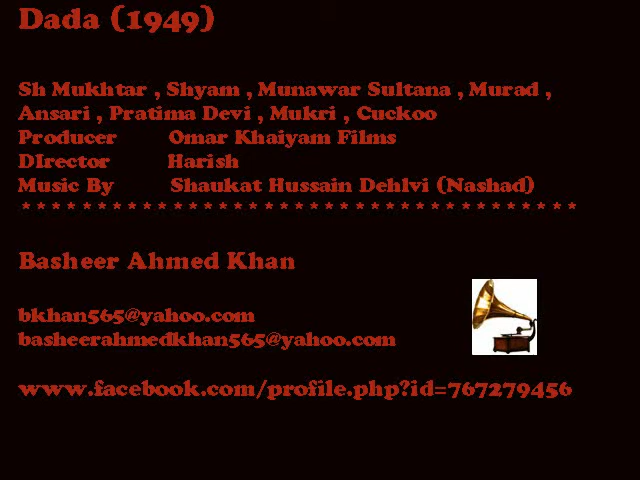 Dada (1949)
Sh Mukhtar , Shyam , Munawar Sultana , Murad ,
Ansari , Pratima Devi , Mukri , Cuckoo
Producer Omar Khaiyam Films
DIrector Harish
Music By Shaukat Hussain Dehlvi (Nashad)
* * * * * * * * * * * * * * * * * * * * * * * * * * * * * * * * * * * * *
Basheer Ahmed Khan
bkhan565@yahoo.com
basheerahmedkhan565@yahoo.com
www.facebook.com/profile.php?id=767279456